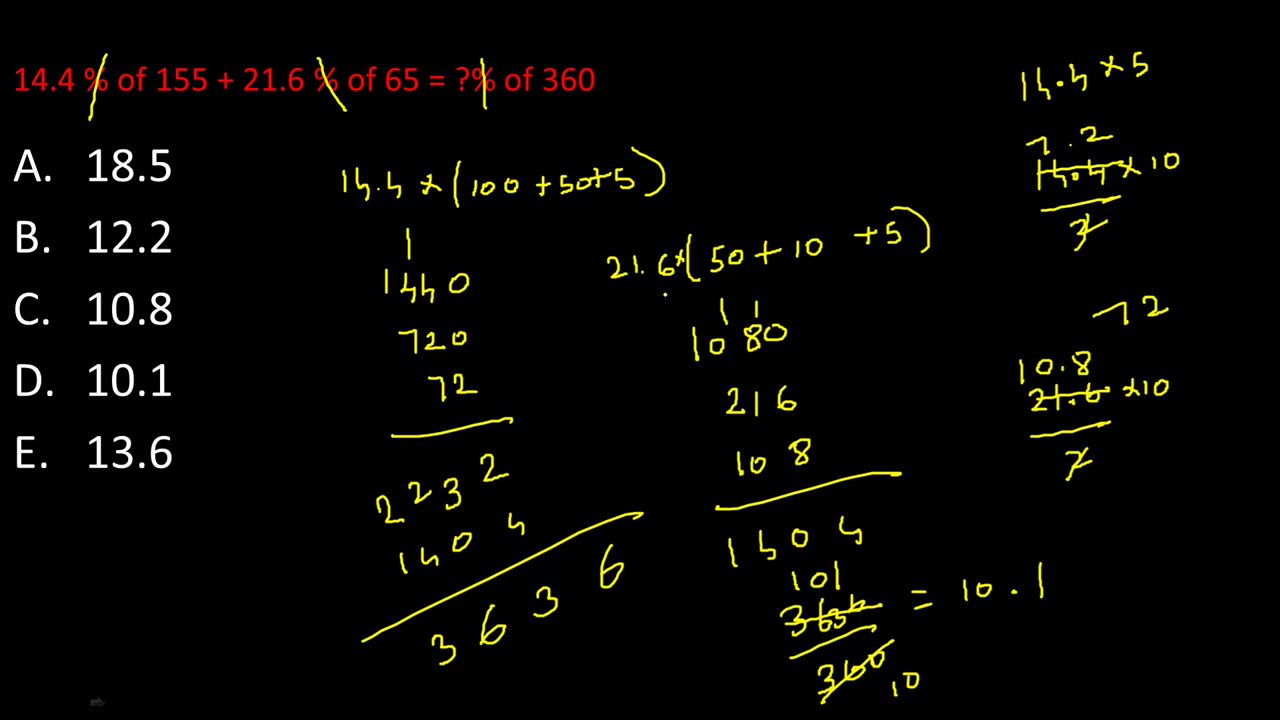 14.4 % of 155 + 21.6 % of 65 = ?% of 360
A. 18.5
B. 12.2
C. 10.8
D. 10.1
E. 13.6
14.4 * (100 + 50 + 5)
1
1440
720
72
2232
1404
3636
21.6 * (50 + 10 + 5)
1 1
1080
216
108
1404
101
3636 = 10.1
360
10
14.4 * 5
7.2
14.4 * 10
2
72
10.8
21.6 * 10
2